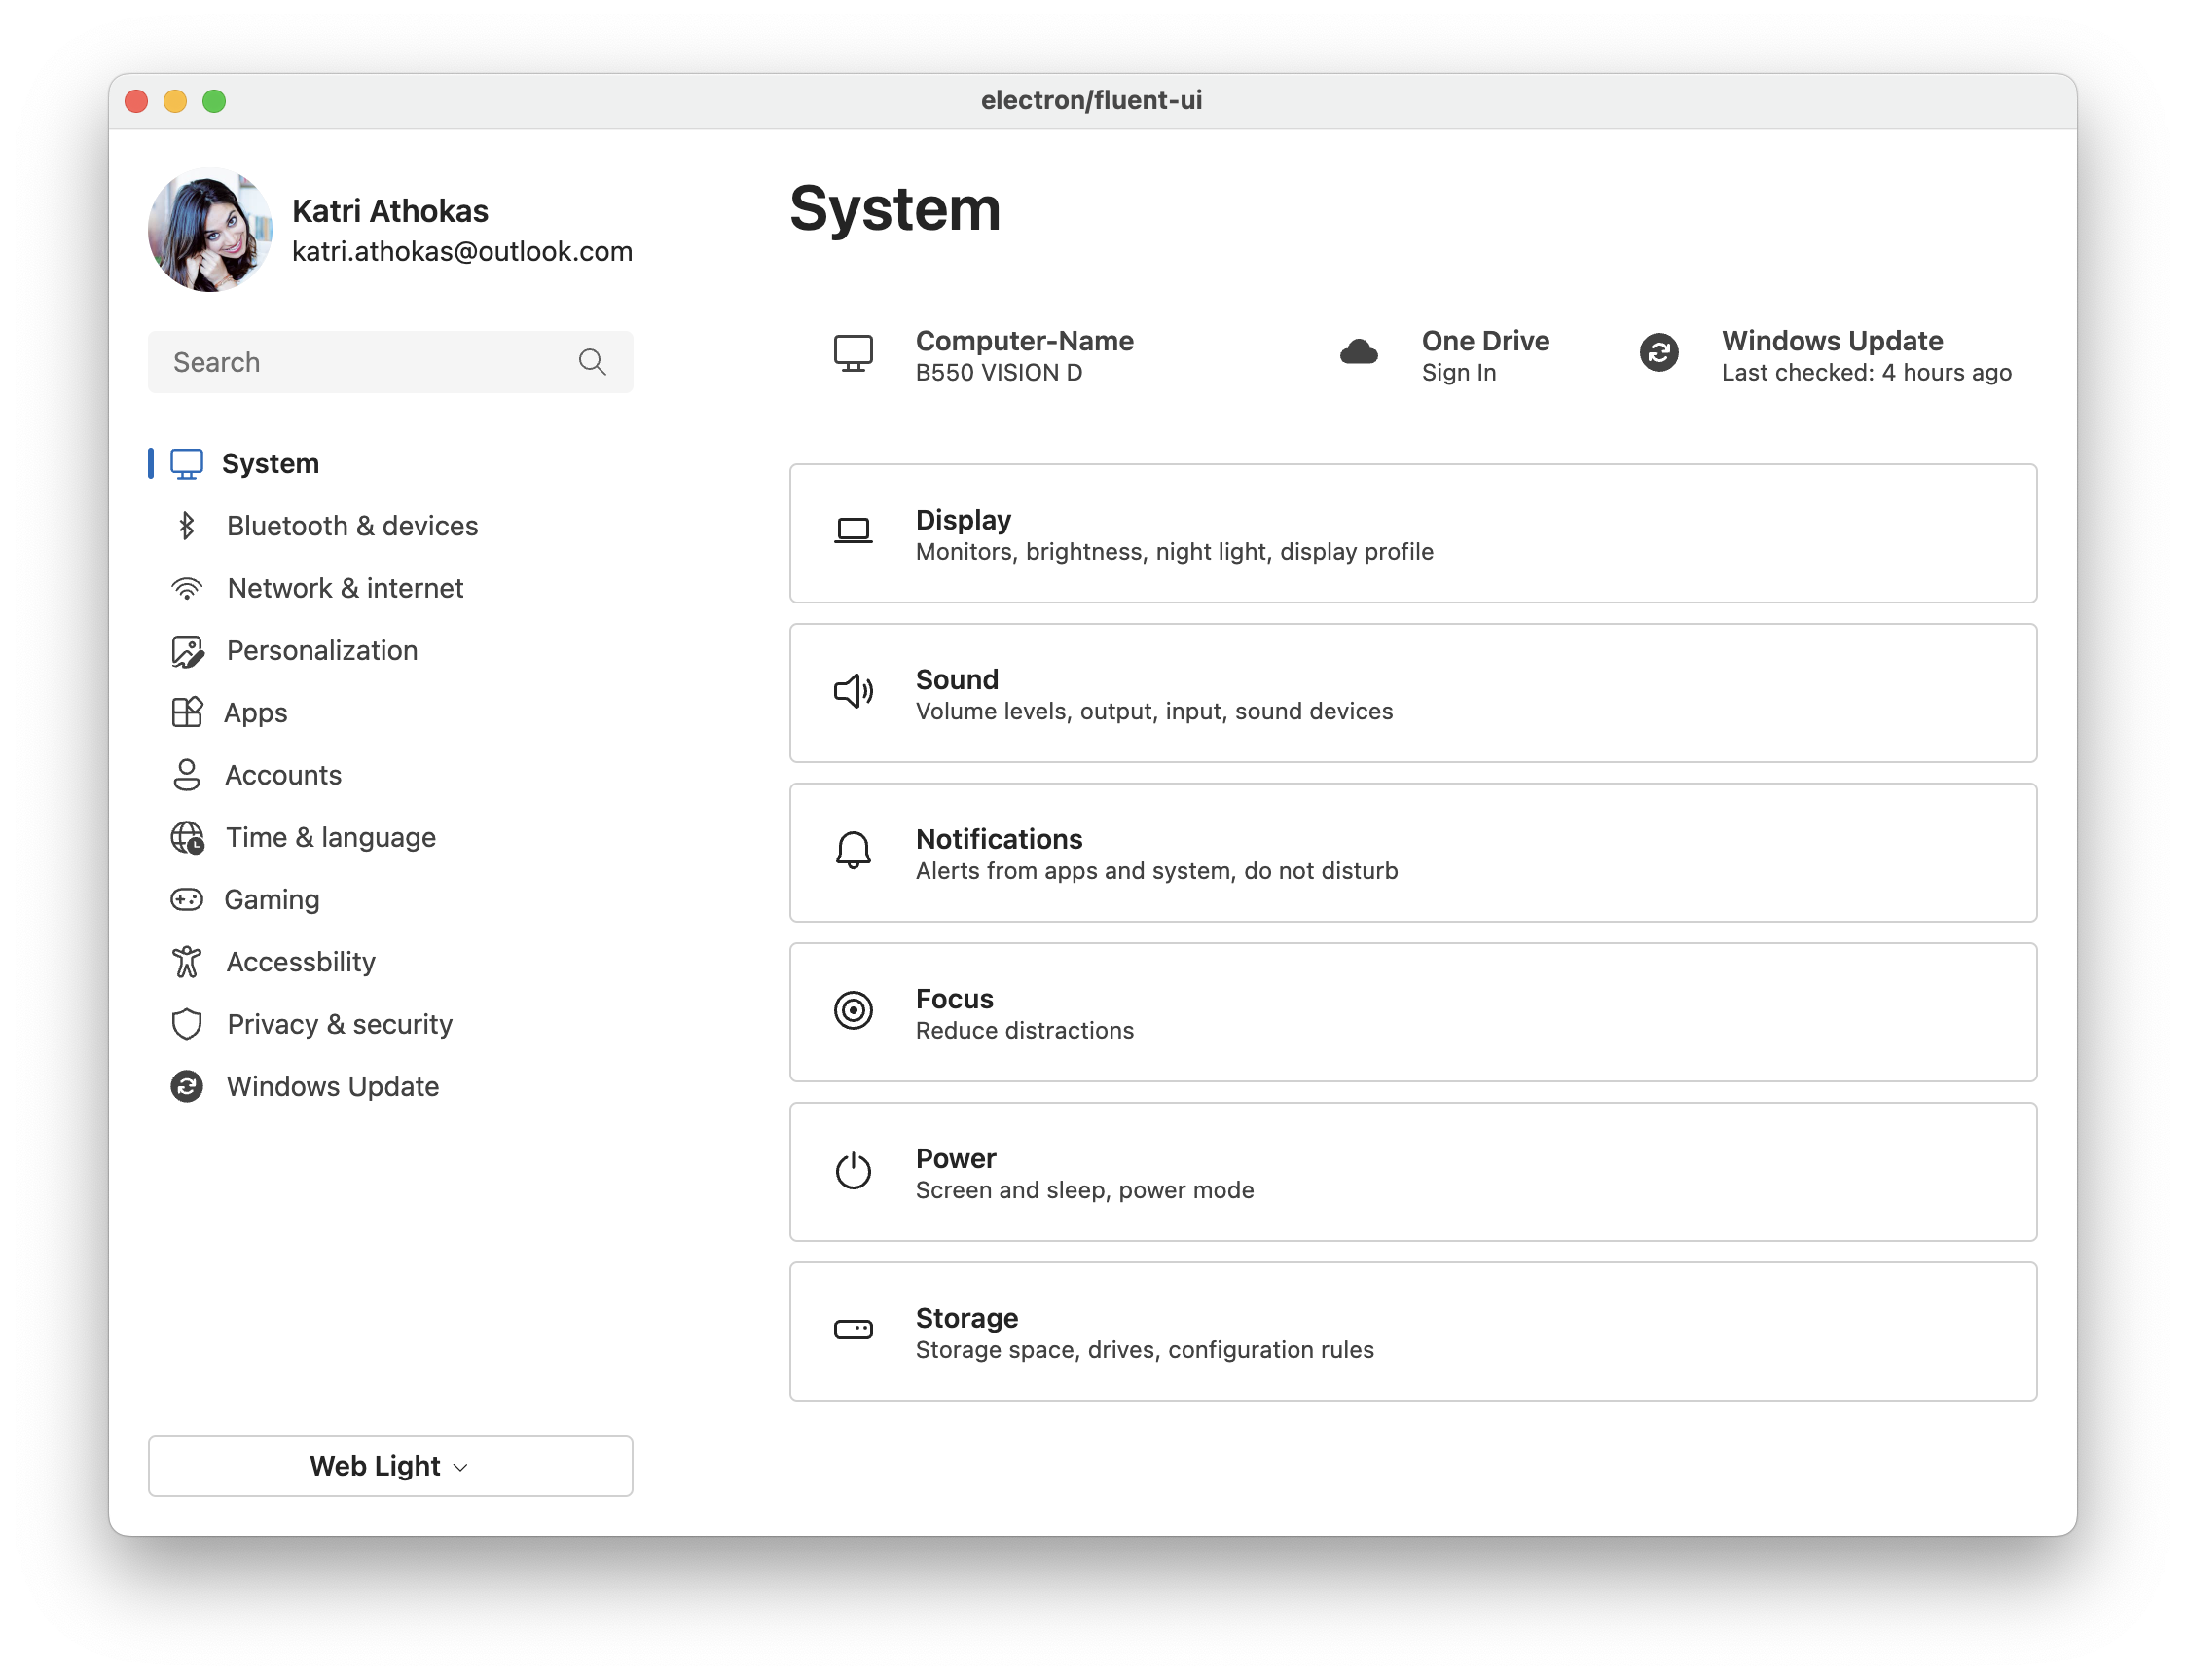 electron/fluent-ui
Katri Athokas
katri.athokas@outlook.com
Search
System
Bluetooth & devices
Network & internet
Personalization
Apps
Accounts
Time & language
Gaming
Accessbility
Privacy & security
Windows Update
Web Light
System
Computer-Name
B550 VISION D
One Drive
Sign In
Windows Update
Last checked: 4 hours ago
Display
Monitors, brightness, night light, display profile
Sound
Volume levels, output, input, sound devices
Notifications
Alerts from apps and system, do not disturb
Focus
Reduce distractions
Power
Screen and sleep, power mode
Storage
Storage space, drives, configuration rules